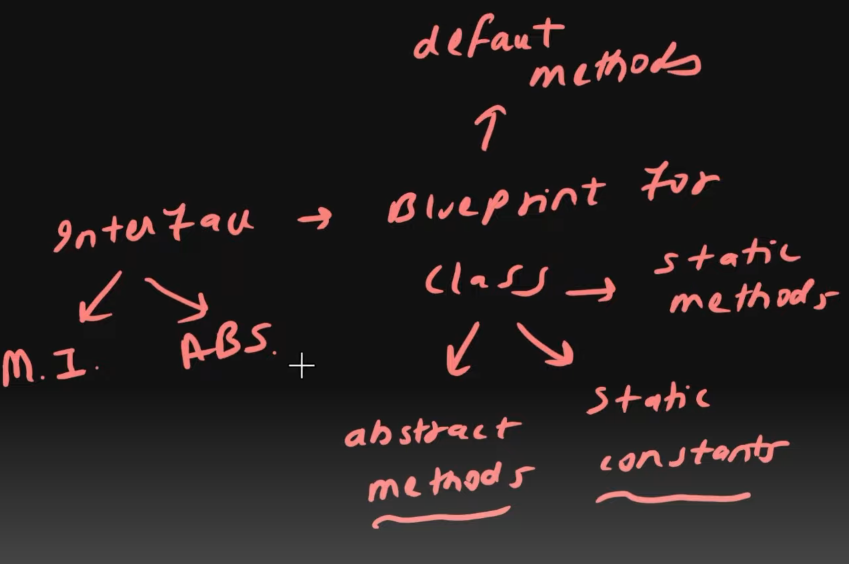 defaut
methods
Interface → Blueprint for
class → static
methods
M.I. ABS.
abstract
methods
static
constants